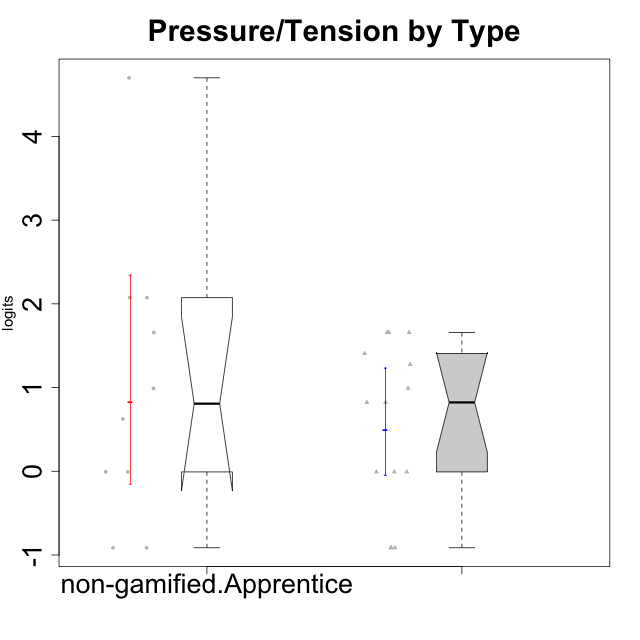 Pressure/Tension by Type
4
3
2
1
0
-1
logits
non-gamified.Apprentice